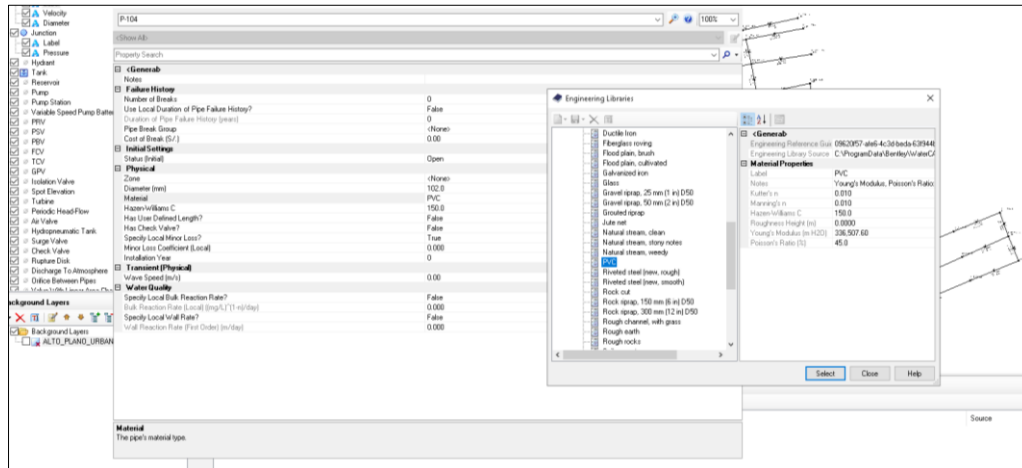 Velocity
Diameter
Junction
Label
Pressure
Hydrant
Tank
Reservoir
Pump
Pump Station
Variable Speed Pump Batter
PRV
PSV
PBV
FCV
TCV
GPV
Isolation Valve
Spot Elevation
Turbine
Periodic Head-Flow
Air Valve
Hydropneumatic Tank
Surge Valve
Check Valve
Rupture Disk
Discharge To Atmosphere
Orifice Between Pipes
ackground Layers
Background Layers
ALTO_PLANO_URBAN
P-104
100%
<Show All>
Property Search
<General>
Notes
Failure History
Number of Breaks 0
Use Local Duration of Pipe Failure History? False
Duration of Pipe Failure History (years) 0
Pipe Break Group <None>
Cost of Break (S/.) 0.00
Initial Settings
Status (Initial) Open
Physical
Zone <None>
Diameter (mm) 102.0
Material PVC
Hazen-Williams C 150.0
Has User Defined Length? False
Has Check Valve? False
Specify Local Minor Loss? True
Minor Loss Coefficient (Local) 0.000
Installation Year 0
Transient (Physical)
Wave Speed (m/s) 0.00
Water Quality
Specify Local Bulk Reaction Rate? False
Bulk Reaction Rate (Local) ((mg/L)^(1-n)/day) 0.000
Specify Local Wall Rate? False
Wall Reaction Rate (First Order) (m/day) 0.000
Material
The pipe's material type.
Engineering Libraries
Ductile Iron
Fiberglass roving
Flood plain, brush
Flood plain, cultivated
Galvanized iron
Glass
Gravel riprap, 25 mm (1 in) D50
Gravel riprap, 50 mm (2 in) D50
Grouted riprap
Jute net
Natural stream, clean
Natural stream, stony notes
Natural stream, weedy
PVC
Riveted steel (new, rough)
Riveted steel (new, smooth)
Rock cut
Rock riprap, 150 mm (6 in) D50
Rock riprap, 300 mm (12 in) D50
Rough channel, with grass
Rough earth
Rough rocks
<General>
Engineering Reference Gui
Engineering Library Source C:\ProgramData\Bentley\WaterCA
Material Properties
Label PVC
Notes Young's Modulus, Poisson's Ratio:
Kutter's n 0.010
Manning's n 0.010
Hazen-Williams C 150.0
Roughness Height (m) 0.0000
Young's Modulus (m H2O) 336,507.60
Poisson's Ratio (%) 45.0
Select Close Help
Source